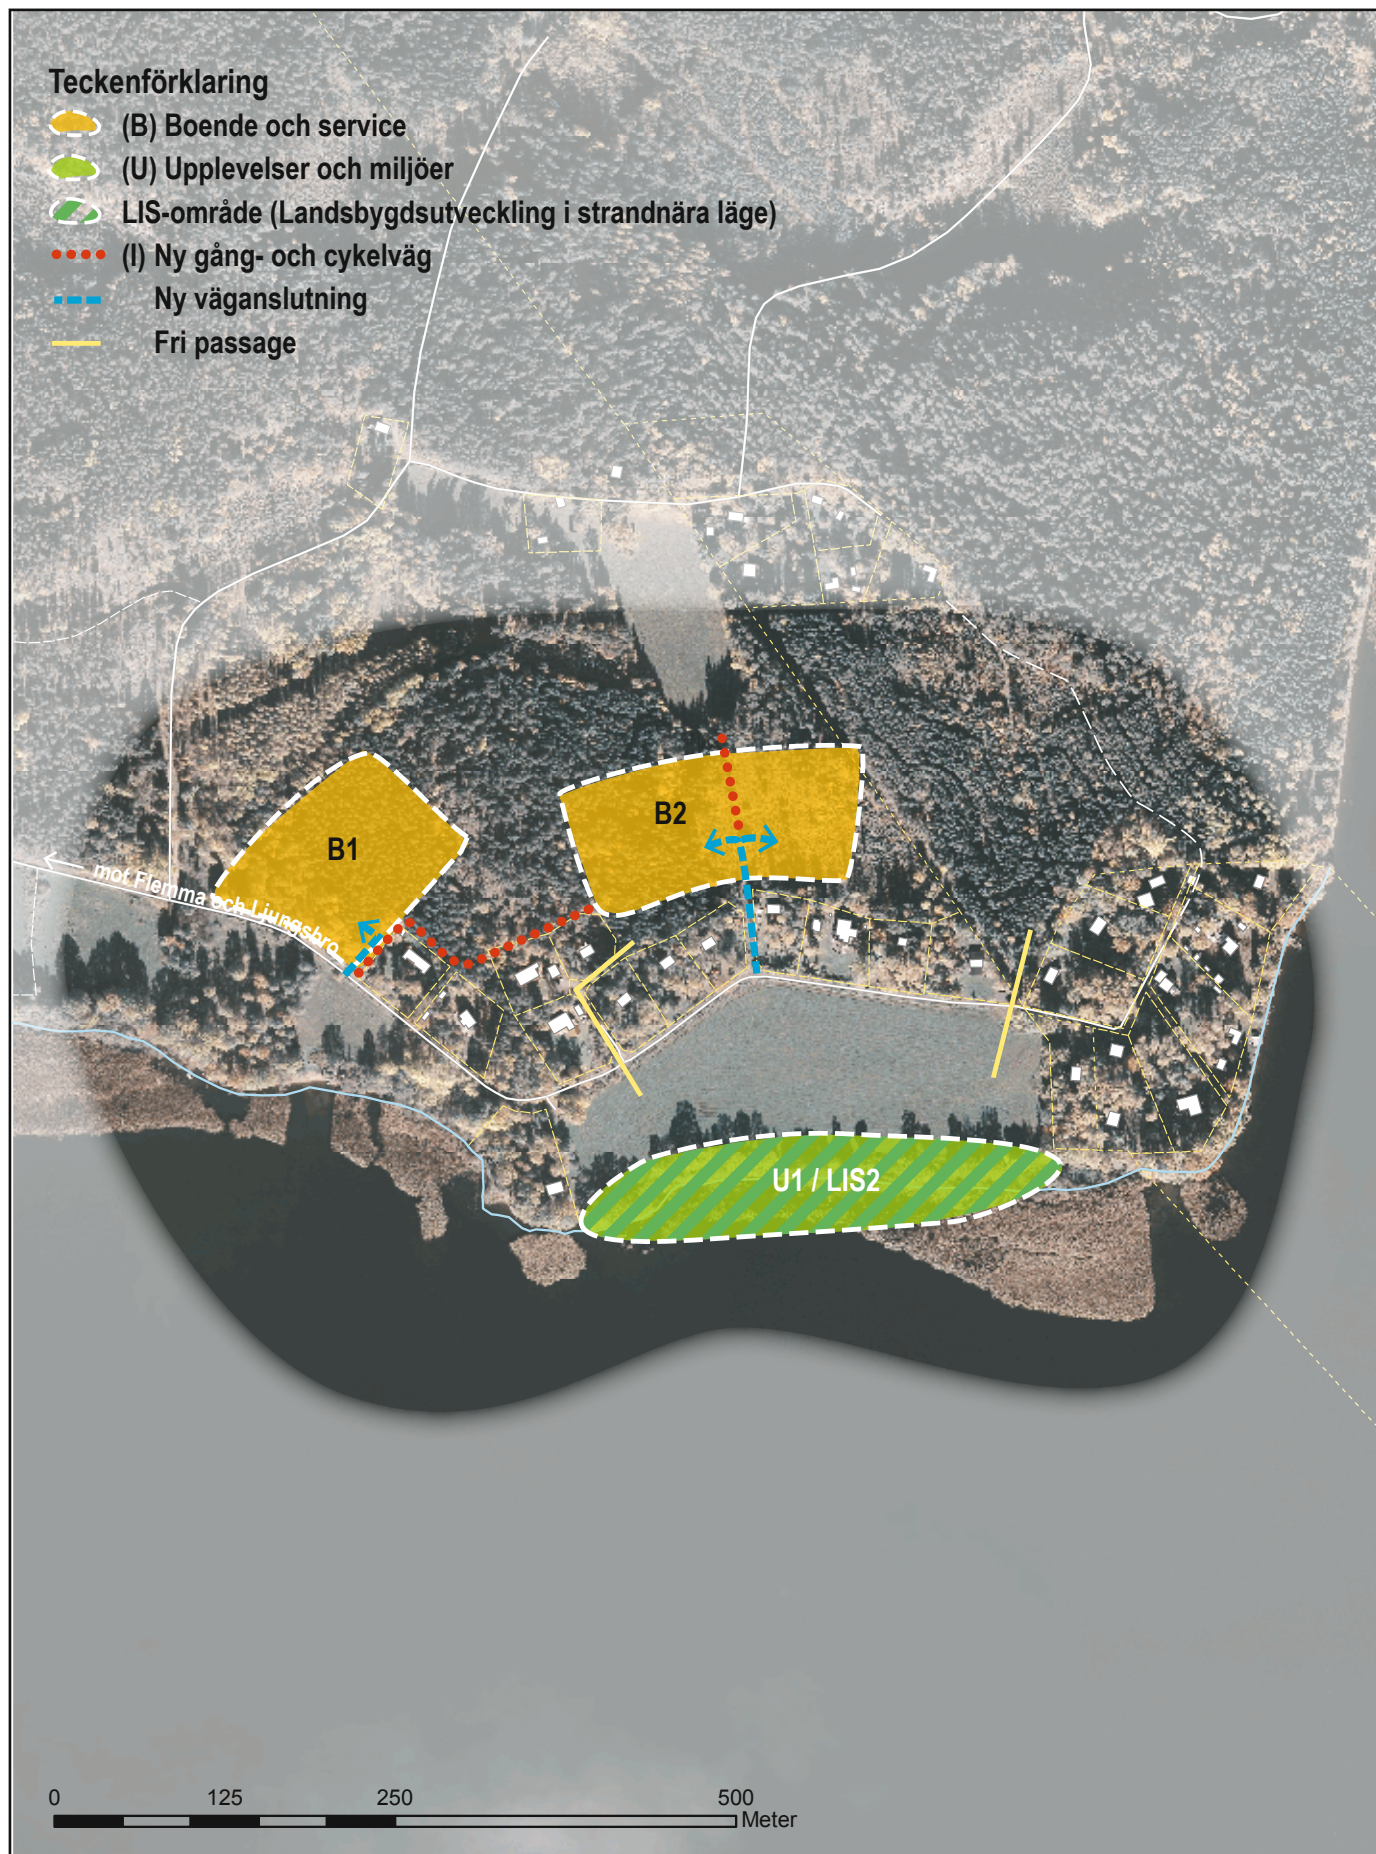 Teckenförklaring
(B) Boende och service
(U) Upplevelser och miljöer
LIS-område (Landsbygdsutveckling i strandnära läge)
(I) Ny gång- och cykelväg
Ny väganslutning
Fri passage
B2
B1
mot Flemma och Ljungsbro
U1 / LIS2
0 125 250 500
Meter